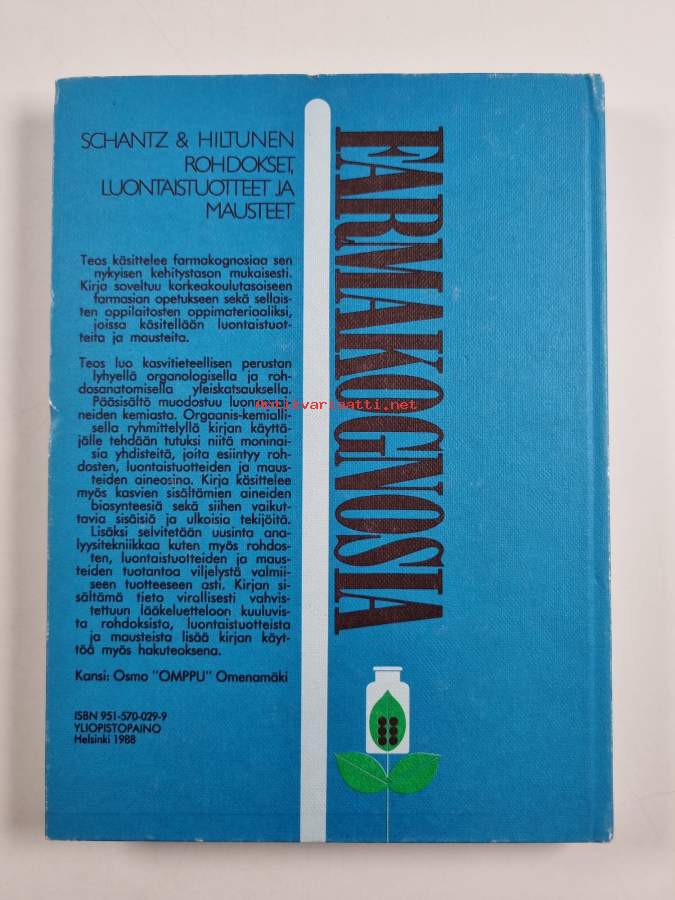 SCHANTZ & HILTUNEN
ROHDOKSET,
LUONTAISTUOTTEET JA
MAUSTEET
Teos käsittelee farmakognosiaa sen
nykyisen kehitystason mukaisesti.
Kirja soveltuu korkeakoulutasoiseen
farmasian opetukseen sekä sellais-
ten oppilaitosten oppimateriaaliksi,
joissa käsitellään luontaistuot-
teita ja mausteita.
Teos luo kasvitieteellisen perustan
lyhyellä organologisella ja roh-
dosanatomisella yleiskatsauksella.
Pääsisältö muodostuu luonnonai-
neiden kemiasta. Orgaanis-kemialli-
sella ryhmittelyllä kirjan käyttä-
jälle tehdään tutuksi niitä moninai-
sia yhdisteitä, joita esiintyy roh-
dosten, luontaistuotteiden ja maus-
teiden aineosina. Kirja käsittelee
myös kasvien sisältämien aineiden
biosynteesiä sekä siihen vaikut-
tavia sisäisiä ja ulkoisia tekijöitä.
Lisäksi selvitetään uusinta ana-
lyysitekniikkaa kuten myös rohdos-
ten, luontaistuotteiden ja maus-
teiden tuotantoa viljelystä valmii-
seen tuotteeseen asti. Kirjan si-
sältämä tieto virallisesti vahvis-
tettuun lääkeluetteloon kuuluvis-
ta rohdoksista, luontaistuotteista
ja mausteista lisää kirjan käyt-
töä myös hakuteoksena.
Kansi: Osmo "OMPPU" Omenamäki
ISBN 951-570-029-9
YLIOPISTOPAINO
Helsinki 1988
FARMAKOGNOSIA
Antikvariaatti.net